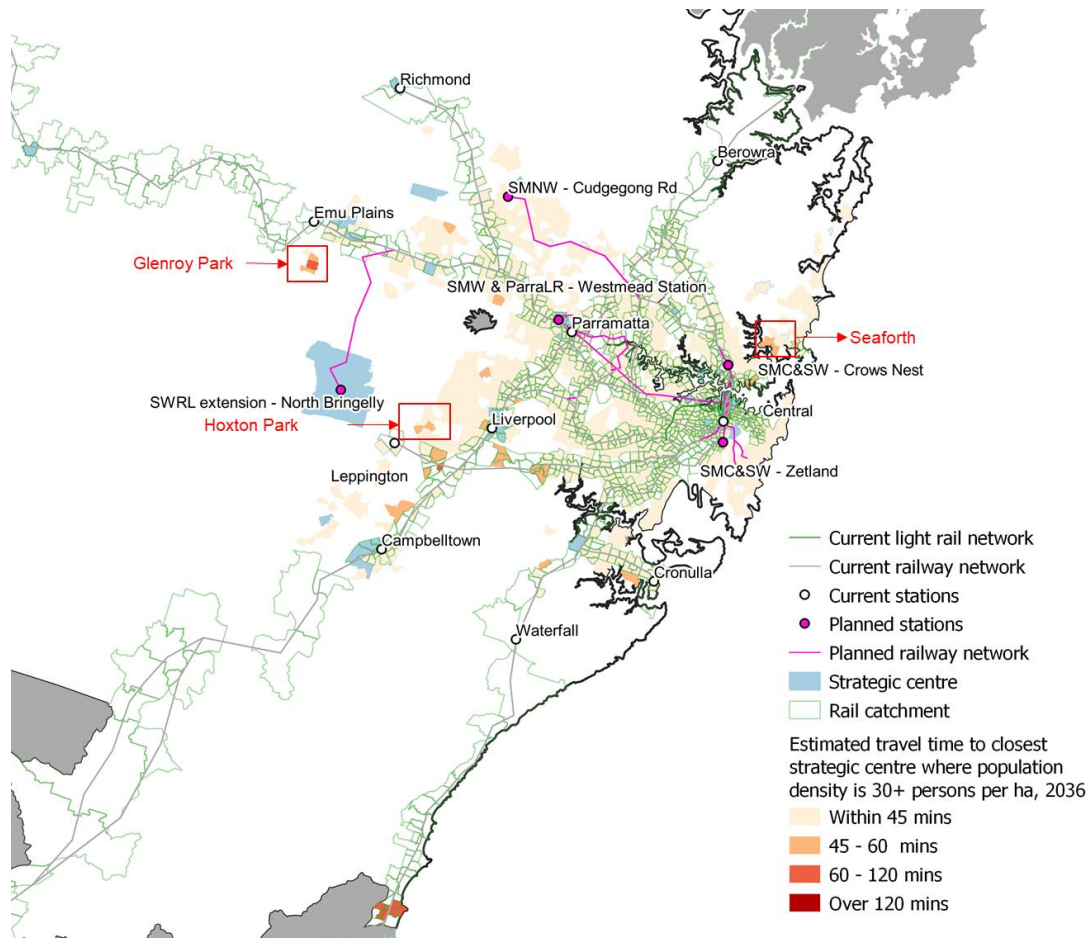 Richmond
Berowra
SMNW - Cudgegong Rd
Emu Plains
Glenroy Park
SMW & ParraLR - Westmead Station
Parramatta
Seaforth
SMC&SW - Crows Nest
SWRL extension - North Bringelly
Hoxton Park
Liverpool
Central
Leppington
SMC&SW - Zetland
Campbelltown
Cronulla
Waterfall
Current light rail network
Current railway network
Current stations
Planned stations
Planned railway network
Strategic centre
Rail catchment
Estimated travel time to closest
strategic centre where population
density is 30+ persons per ha, 2036
Within 45 mins
45 - 60 mins
60 - 120 mins
Over 120 mins